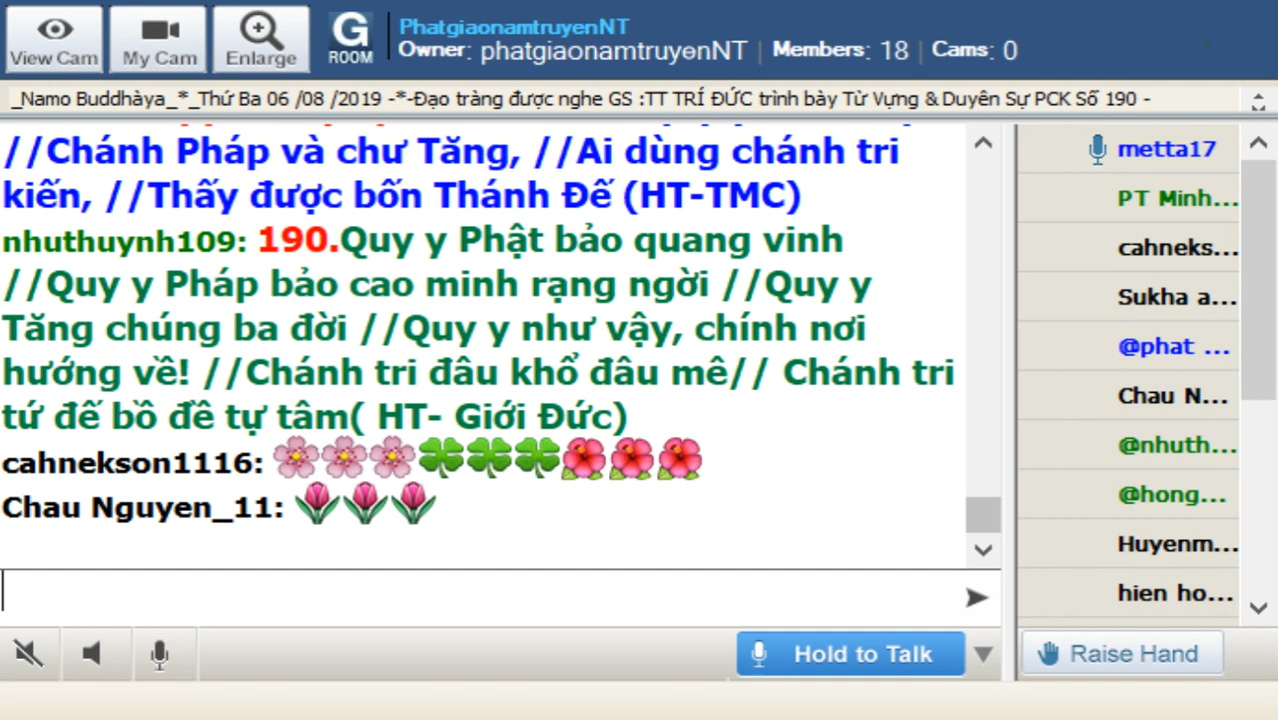 PhatgiaonamtruyenNT
Owner: phatgiaonamtruyenNT | Members: 18 | Cams: 0
View Cam My Cam Enlarge G ROOM
_Namo Buddhàya_*_Thứ Ba 06 /08 /2019 -*-Đạo tràng được nghe GS :TT TRÍ ĐỨC trình bày Từ Vựng & Duyên Sự PCK Số 190 -
//Chánh Pháp và chư Tăng, //Ai dùng chánh tri
kiến, //Thấy được bốn Thánh Đế (HT-TMC)
nhuthuynh109: 190.Quy y Phật bảo quang vinh
//Quy y Pháp bảo cao minh rạng ngời //Quy y
Tăng chúng ba đời //Quy y như vậy, chính nơi
hướng về! //Chánh tri đâu khổ đâu mê// Chánh tri
tứ đế bồ đề tự tâm( HT- Giới Đức)
cahnekson1116:
Chau Nguyen_11:
metta17
PT Minh...
cahneks...
Sukha a...
@phat ...
Chau N...
@nhuth...
@hong...
Huyenm...
hien ho...
Hold to Talk
Raise Hand